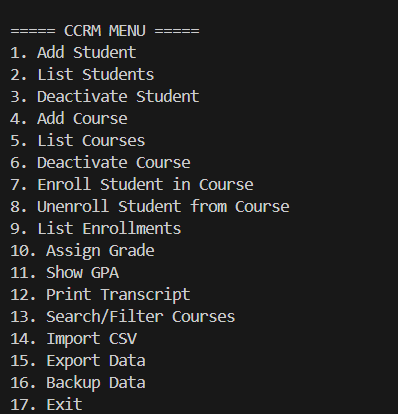 ===== CCRM MENU =====
1. Add Student
2. List Students
3. Deactivate Student
4. Add Course
5. List Courses
6. Deactivate Course
7. Enroll Student in Course
8. Unenroll Student from Course
9. List Enrollments
10. Assign Grade
11. Show GPA
12. Print Transcript
13. Search/Filter Courses
14. Import CSV
15. Export Data
16. Backup Data
17. Exit